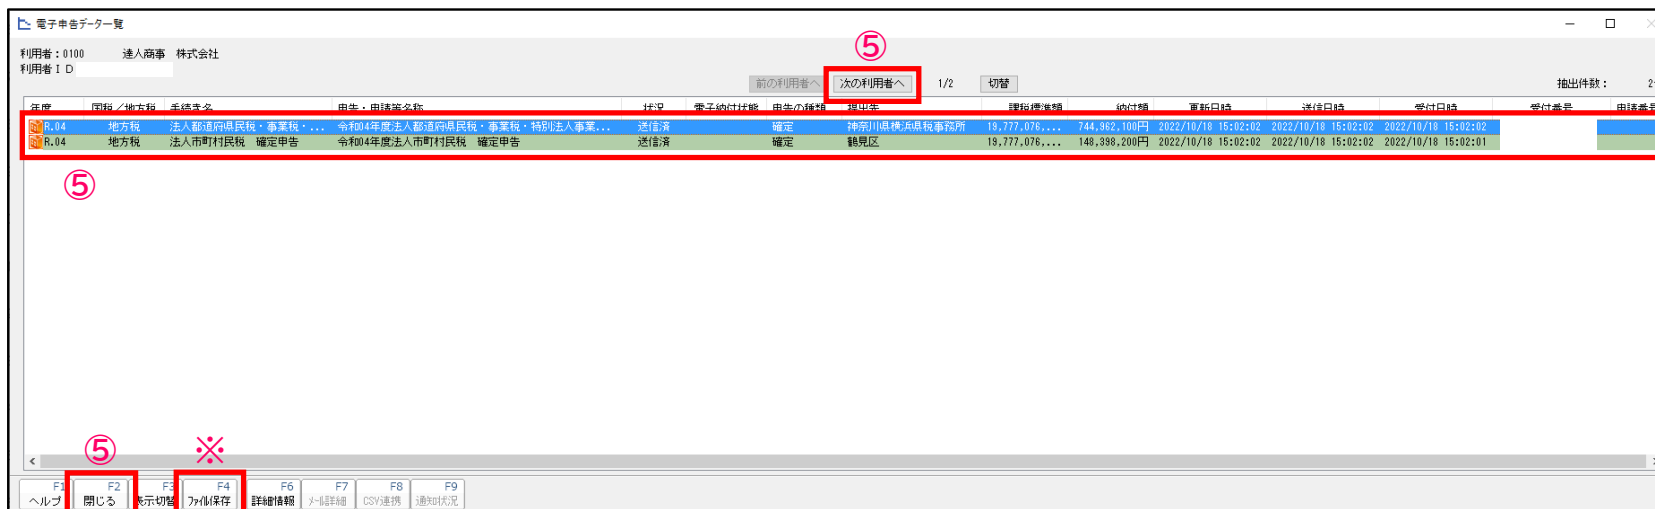 電子申告データ一覧
利用者：0100 達人商事 株式会社
利用者ＩＤ
⑤
前の利用者へ 次の利用者へ 1/2 切替 抽出件数：
年度 国税／地方税 手続き名 申告・申請等名称 状況 電子納付状態 申告の種類 提出先 課税標準額 納付額 更新日時 送信日時 受付日時 受付番号 申請番号
R.04 地方税 法人都道府県民税・事業税・... 令和04年度法人都道府県民税・事業税・特別法人事業... 送信済 確定 神奈川県横浜県税事務所 19,777,076,... 744,962,100円 2022/10/18 15:02:02 2022/10/18 15:02:02 2022/10/18 15:02:02
R.04 地方税 法人市町村民税 確定申告 令和04年度法人市町村民税 確定申告 送信済 確定 鶴見区 19,777,076,... 148,398,200円 2022/10/18 15:02:02 2022/10/18 15:02:02 2022/10/18 15:02:01
⑤
⑤ ※
F1 F2 F3 F4 F6 F7 F8 F9
ヘルプ 閉じる 表示切替 ファイル保存 詳細情報 メール詳細 CSV連携 通知状況